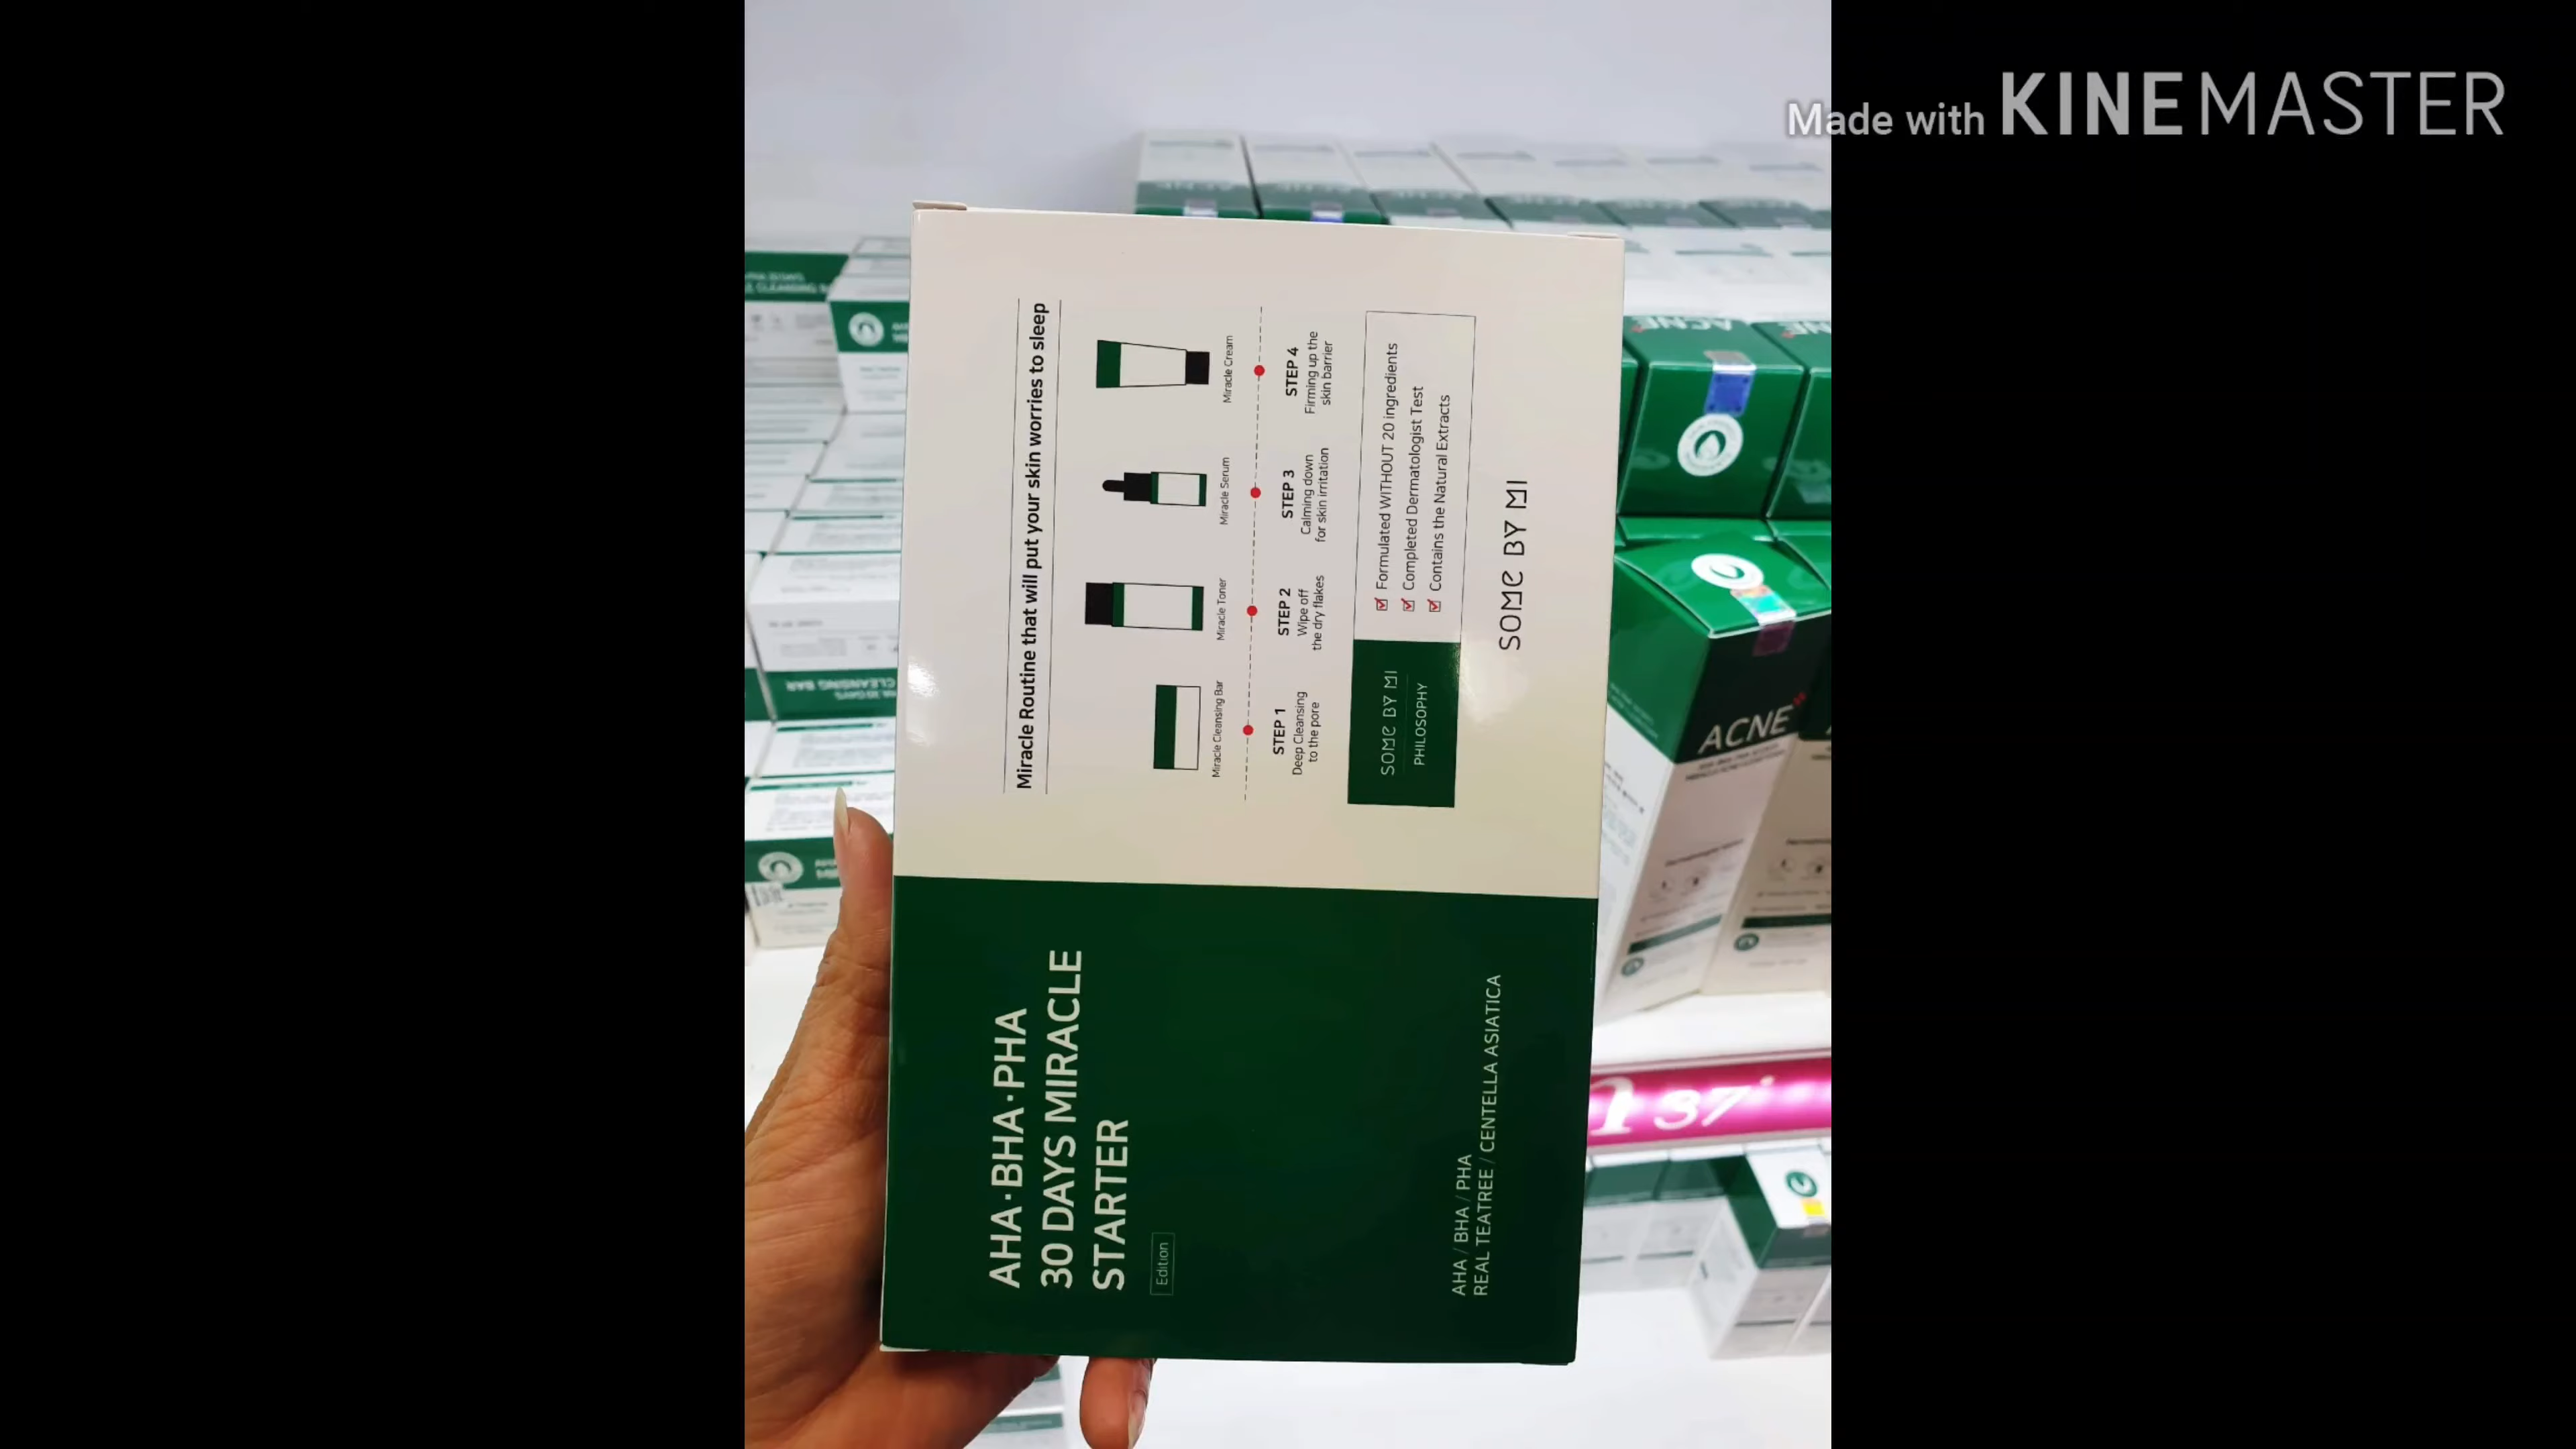 Made with KINEMASTER
AHA·BHA·PHA
30 DAYS MIRACLE
STARTER
Edition
AHA / BHA / PHA
REAL TEATREE / CENTELLA ASIATICA
Miracle Routine that will put your skin worries to sleep
Miracle Cleansing Bar
Miracle Toner
Miracle Serum
Miracle Cream
STEP 1
Deep Cleansing
to the pore
STEP 2
Wipe off
the dry flakes
STEP 3
Calming down
for skin irritation
STEP 4
Firming up the
skin barrier
SOME BY MI
PHILOSOPHY
Formulated WITHOUT 20 ingredients
Completed Dermatologist Test
Contains the Natural Extracts
SOME BY MI
ACNE
ACNE
CLEANSING BAR
37